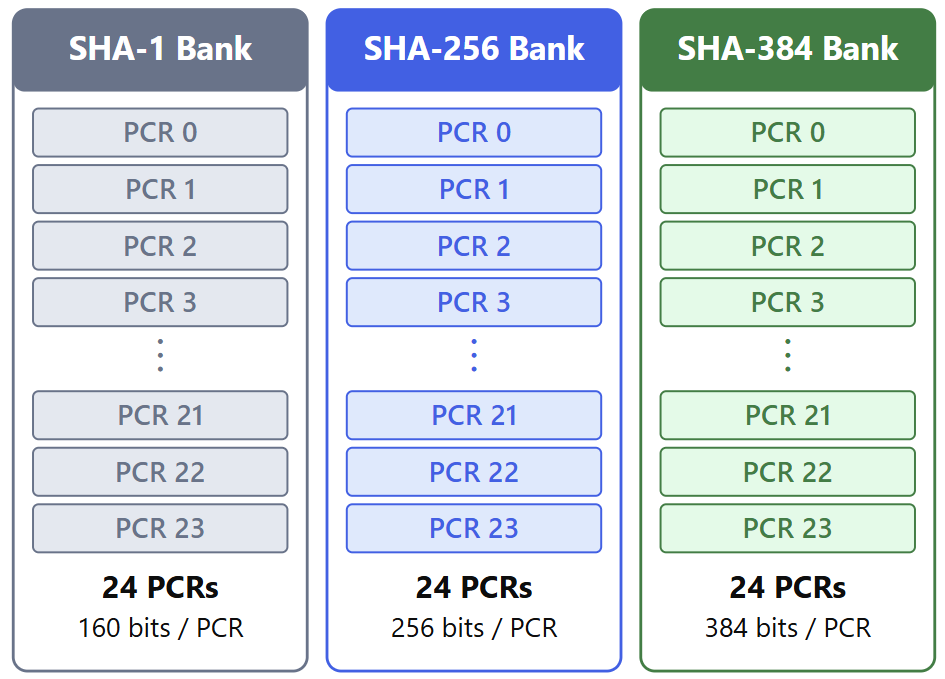 SHA-1 Bank
PCR 0
PCR 1
PCR 2
PCR 3
PCR 21
PCR 22
PCR 23
24 PCRs
160 bits / PCR
SHA-256 Bank
PCR 0
PCR 1
PCR 2
PCR 3
PCR 21
PCR 22
PCR 23
24 PCRs
256 bits / PCR
SHA-384 Bank
PCR 0
PCR 1
PCR 2
PCR 3
PCR 21
PCR 22
PCR 23
24 PCRs
384 bits / PCR